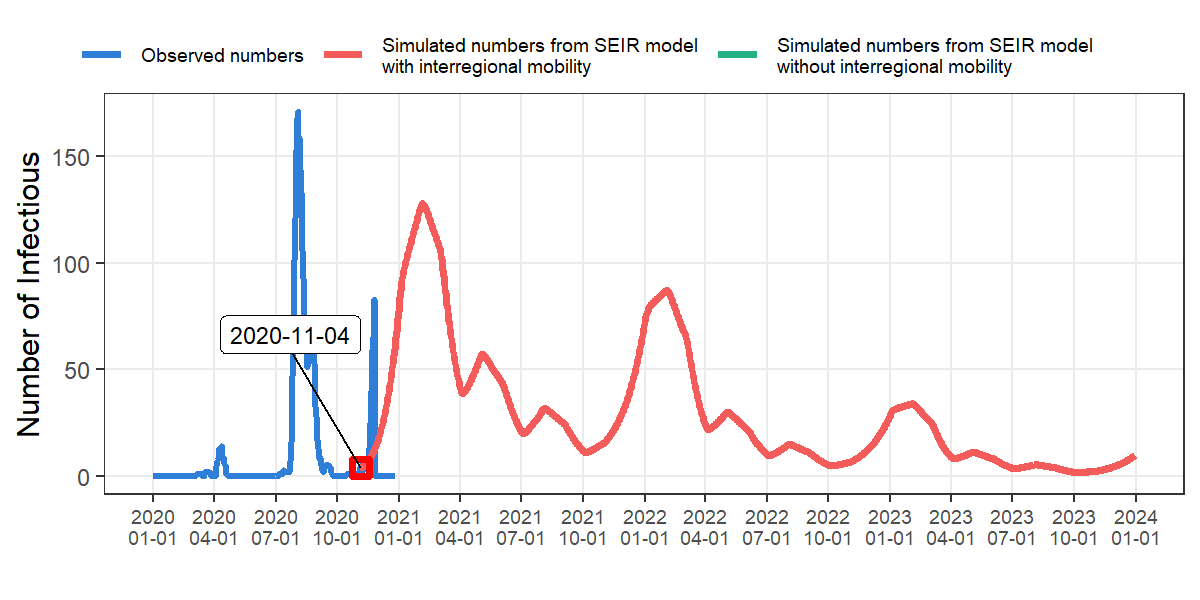 Observed numbers
Simulated numbers from SEIR model
with interregional mobility
Simulated numbers from SEIR model
without interregional mobility
Number of Infectious
150
100
50
0
2020-11-04
2020 2020 2020 2020 2021 2021 2021 2021 2022 2022 2022 2022 2023 2023 2023 2023 2024
01-01 04-01 07-01 10-01 01-01 04-01 07-01 10-01 01-01 04-01 07-01 10-01 01-01 04-01 07-01 10-01 01-01